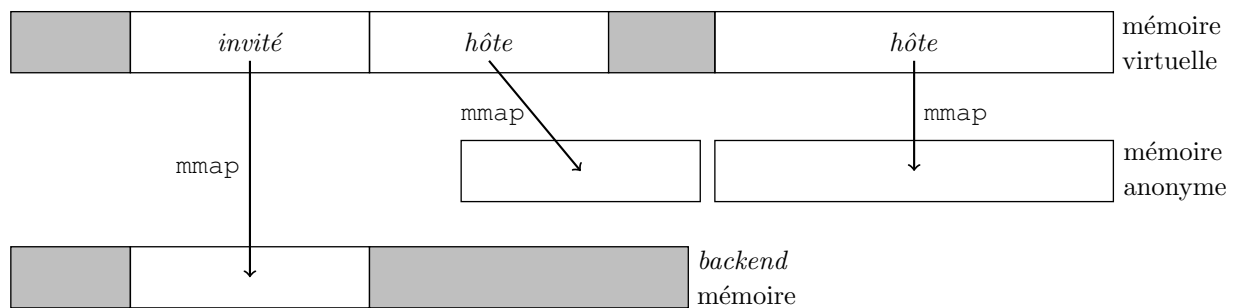 invité
hôte
hôte
mémoire
virtuelle
mmap
mmap
mémoire
anonyme
mmap
backend
mémoire